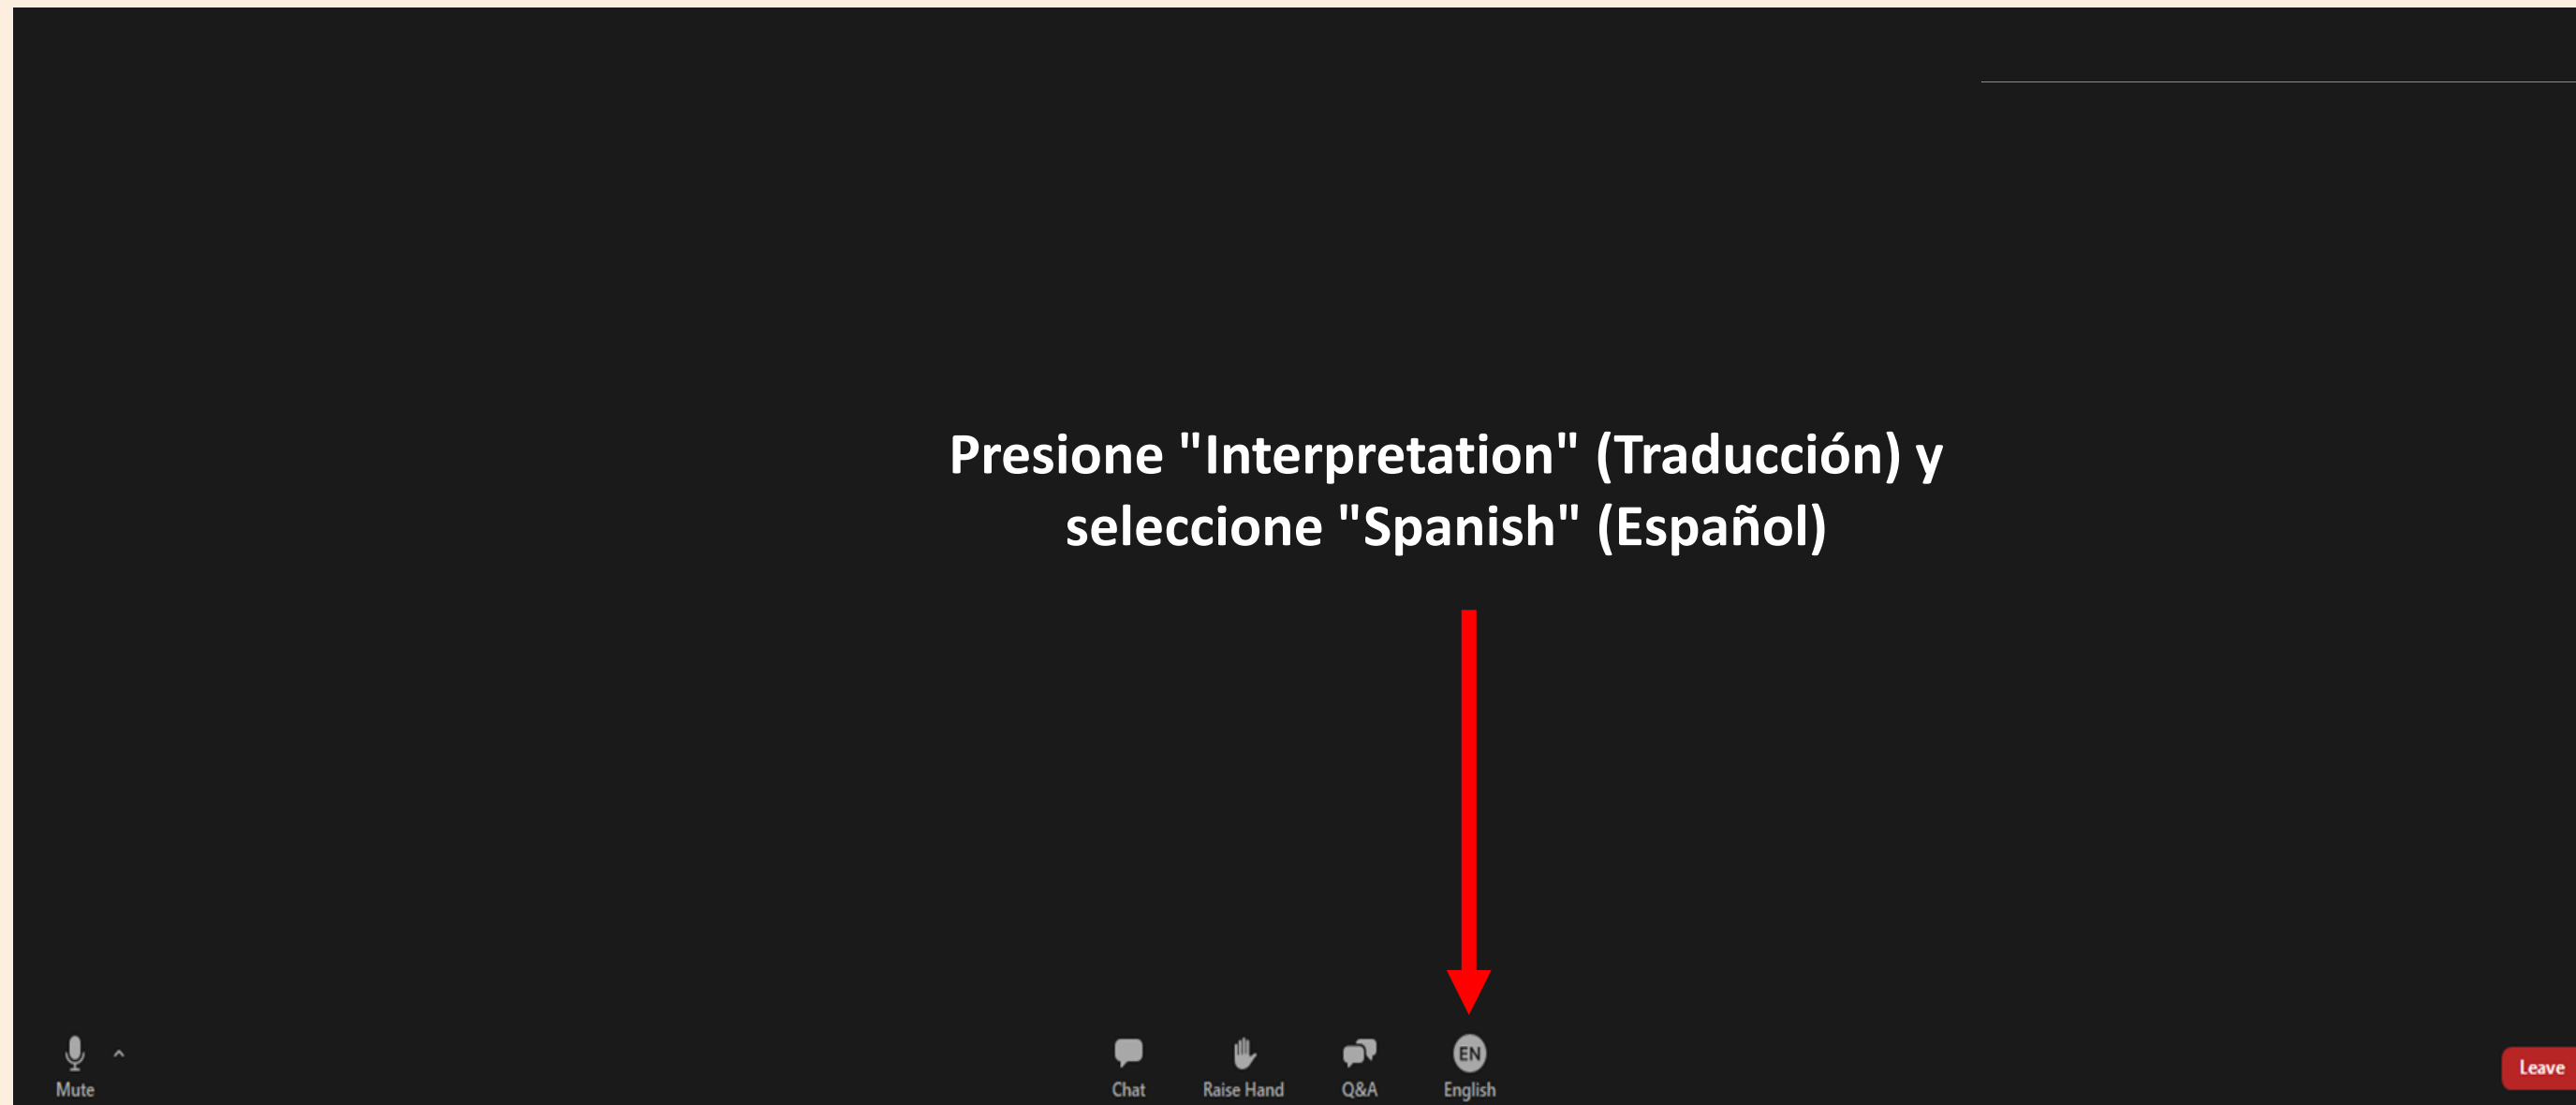 Presione "Interpretation" (Traducción) y
seleccione "Spanish" (Español)
Mute
Chat
Raise Hand
Q&A
EN
English
Leave